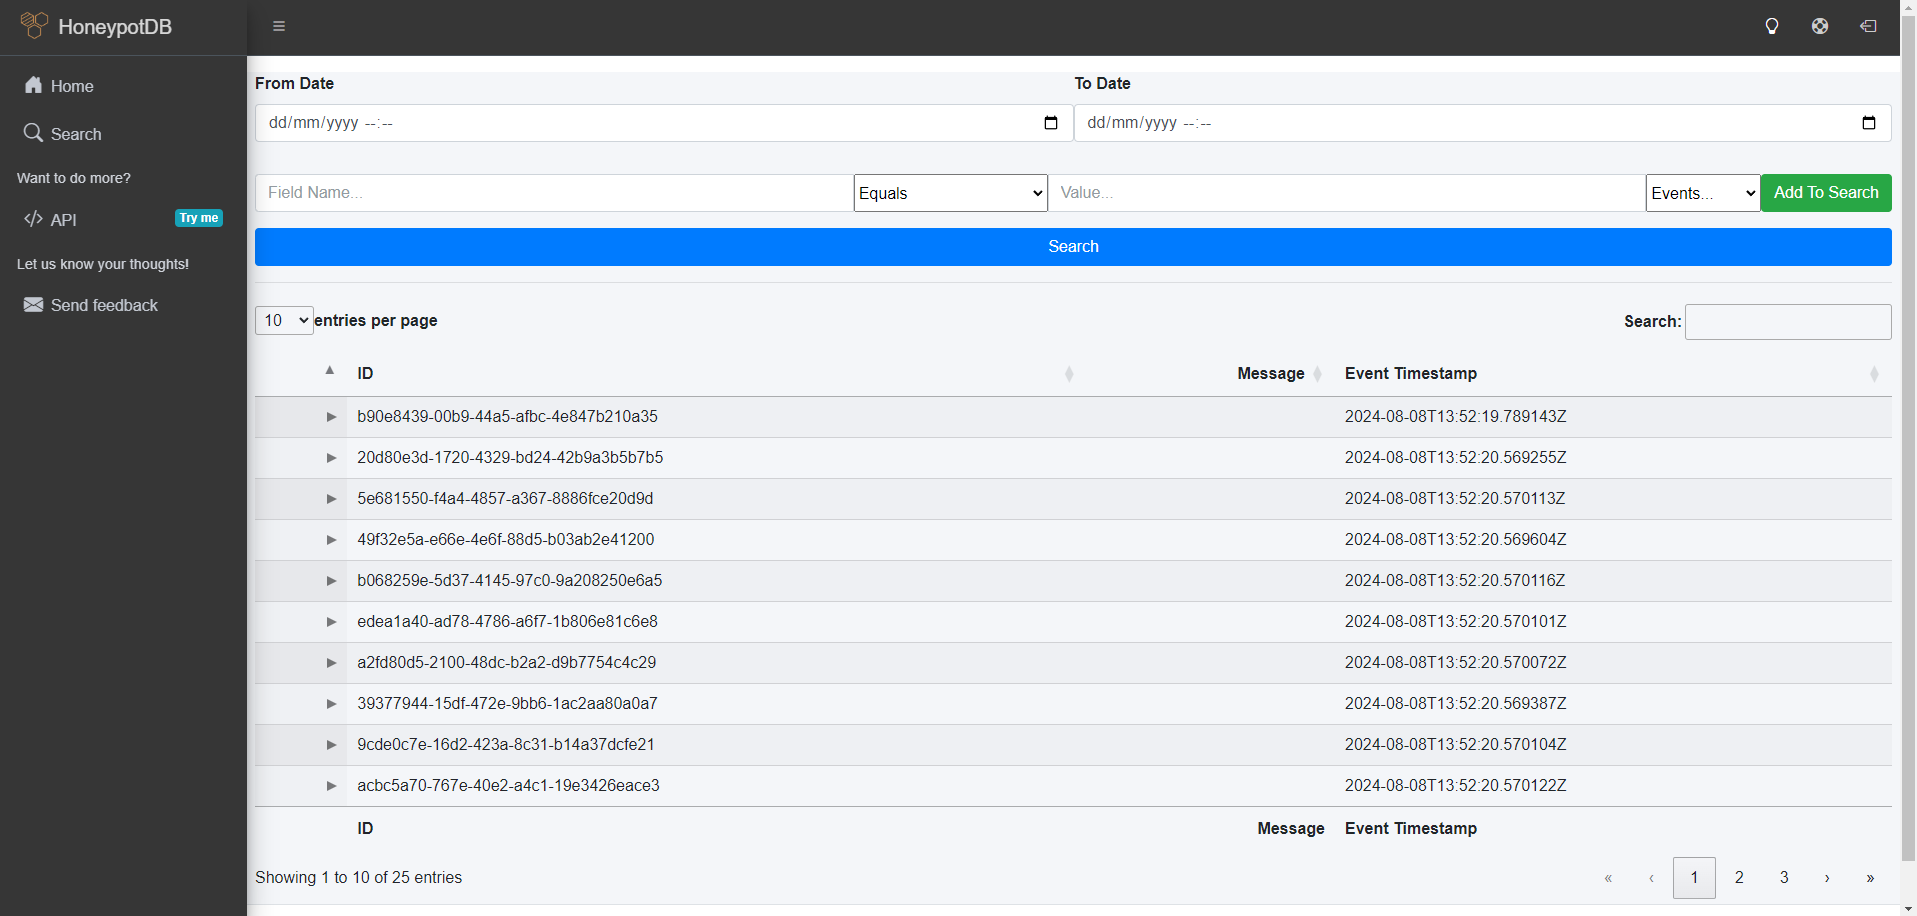 HoneypotDB
Home
Search
Want to do more?
API Try me
Let us know your thoughts!
Send feedback
From Date To Date
dd/mm/yyyy --:-- dd/mm/yyyy --:--
Field Name... Equals Value... Events... Add To Search
Search
10 entries per page Search:
ID Message Event Timestamp
b90e8439-00b9-44a5-afbc-4e847b210a35 2024-08-08T13:52:19.789143Z
20d80e3d-1720-4329-bd24-42b9a3b5b7b5 2024-08-08T13:52:20.569255Z
5e681550-f4a4-4857-a367-8886fce20d9d 2024-08-08T13:52:20.570113Z
49f32e5a-e66e-4e6f-88d5-b03ab2e41200 2024-08-08T13:52:20.569604Z
b068259e-5d37-4145-97c0-9a208250e6a5 2024-08-08T13:52:20.570116Z
edea1a40-ad78-4786-a6f7-1b806e81c6e8 2024-08-08T13:52:20.570101Z
a2fd80d5-2100-48dc-b2a2-d9b7754c4c29 2024-08-08T13:52:20.570072Z
39377944-15df-472e-9bb6-1ac2aa80a0a7 2024-08-08T13:52:20.569387Z
9cde0c7e-16d2-423a-8c31-b14a37dcfe21 2024-08-08T13:52:20.570104Z
acbc5a70-767e-40e2-a4c1-19e3426eace3 2024-08-08T13:52:20.570122Z
ID Message Event Timestamp
Showing 1 to 10 of 25 entries « ‹ 1 2 3 › »